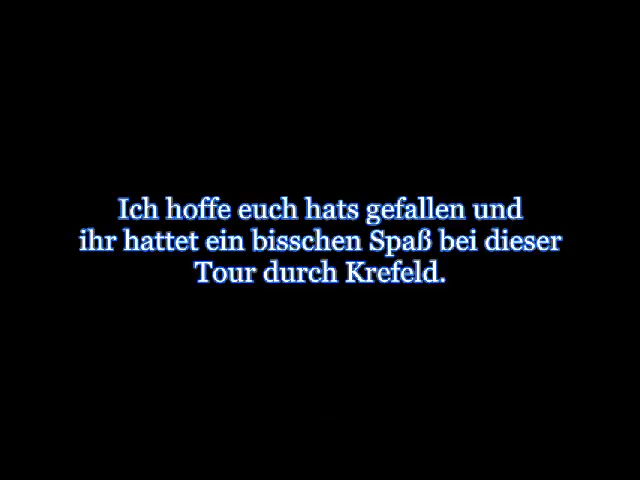 Ich hoffe euch hats gefallen und
ihr hattet ein bisschen Spaß bei dieser
Tour durch Krefeld.